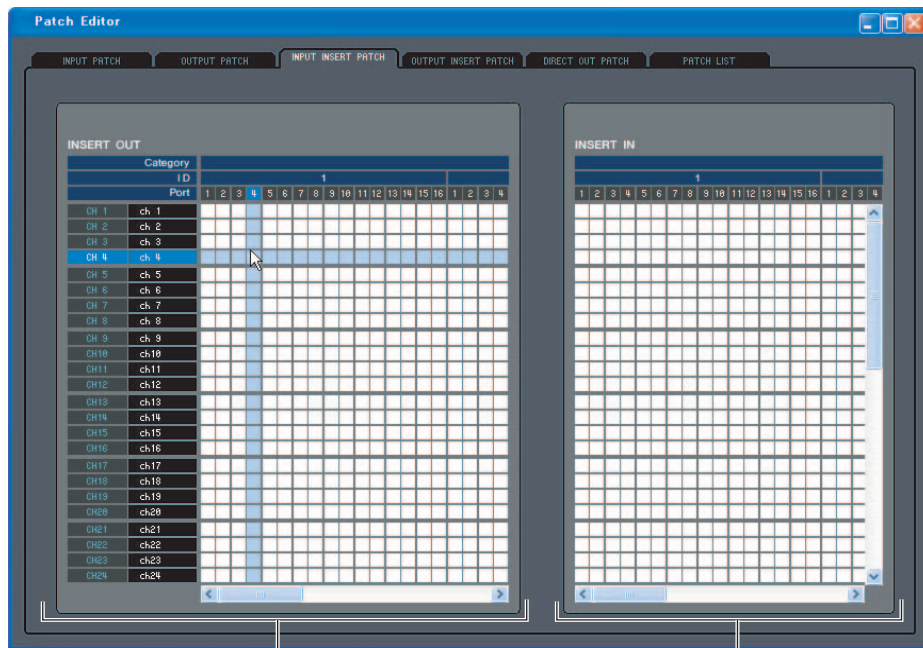 Patch Editor
INPUT PATCH OUTPUT PATCH INPUT INSERT PATCH OUTPUT INSERT PATCH DIRECT OUT PATCH PATCH LIST
INSERT OUT
Category
ID 1
Port 1 2 3 4 5 6 7 8 9 10 11 12 13 14 15 16 1 2 3 4
CH 1 ch 1
CH 2 ch 2
CH 3 ch 3
CH 4 ch 4
CH 5 ch 5
CH 6 ch 6
CH 7 ch 7
CH 8 ch 8
CH 9 ch 9
CH10 ch10
CH11 ch11
CH12 ch12
CH13 ch13
CH14 ch14
CH15 ch15
CH16 ch16
CH17 ch17
CH18 ch18
CH19 ch19
CH20 ch20
CH21 ch21
CH22 ch22
CH23 ch23
CH24 ch24
INSERT IN
1
1 2 3 4 5 6 7 8 9 10 11 12 13 14 15 16 1 2 3 4